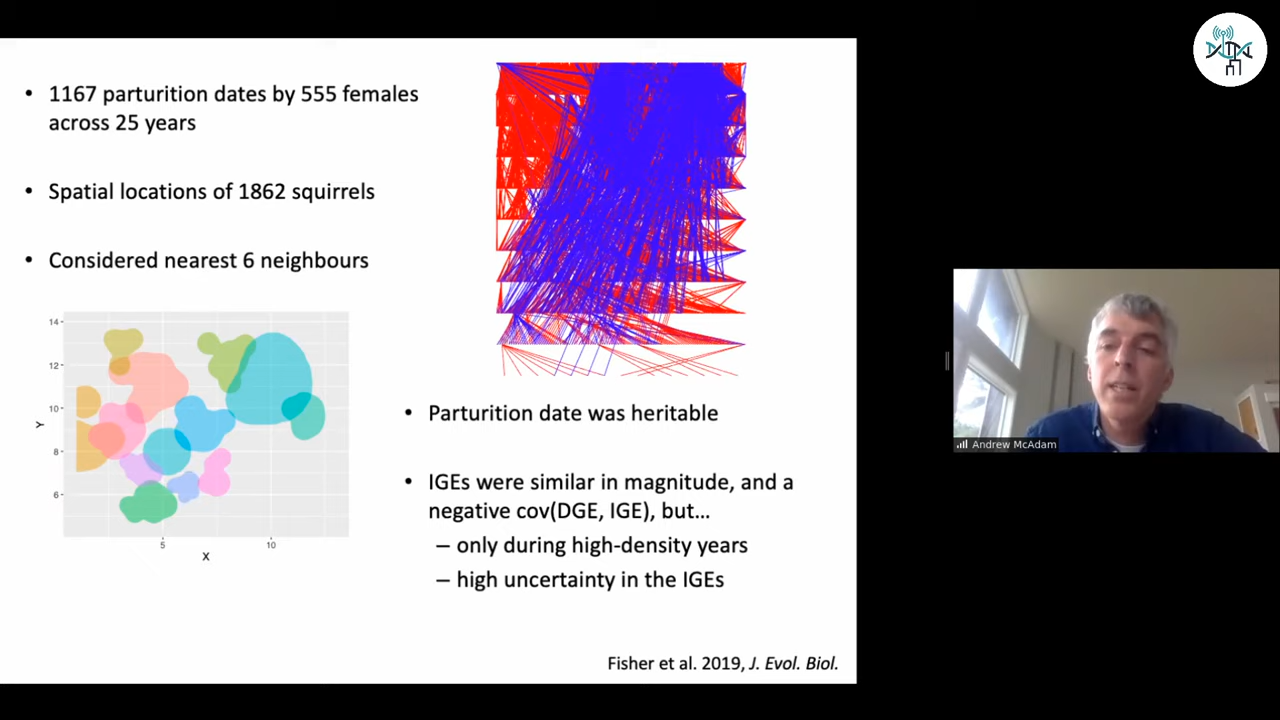 • 1167 parturition dates by 555 females
across 25 years
• Spatial locations of 1862 squirrels
• Considered nearest 6 neighbours
14
12
10
8
6
Y
5
10
X
• Parturition date was heritable
• IGEs were similar in magnitude, and a
negative cov(DGE, IGE), but…
– only during high-density years
– high uncertainty in the IGEs
Fisher et al. 2019, J. Evol. Biol.
Andrew McAdam